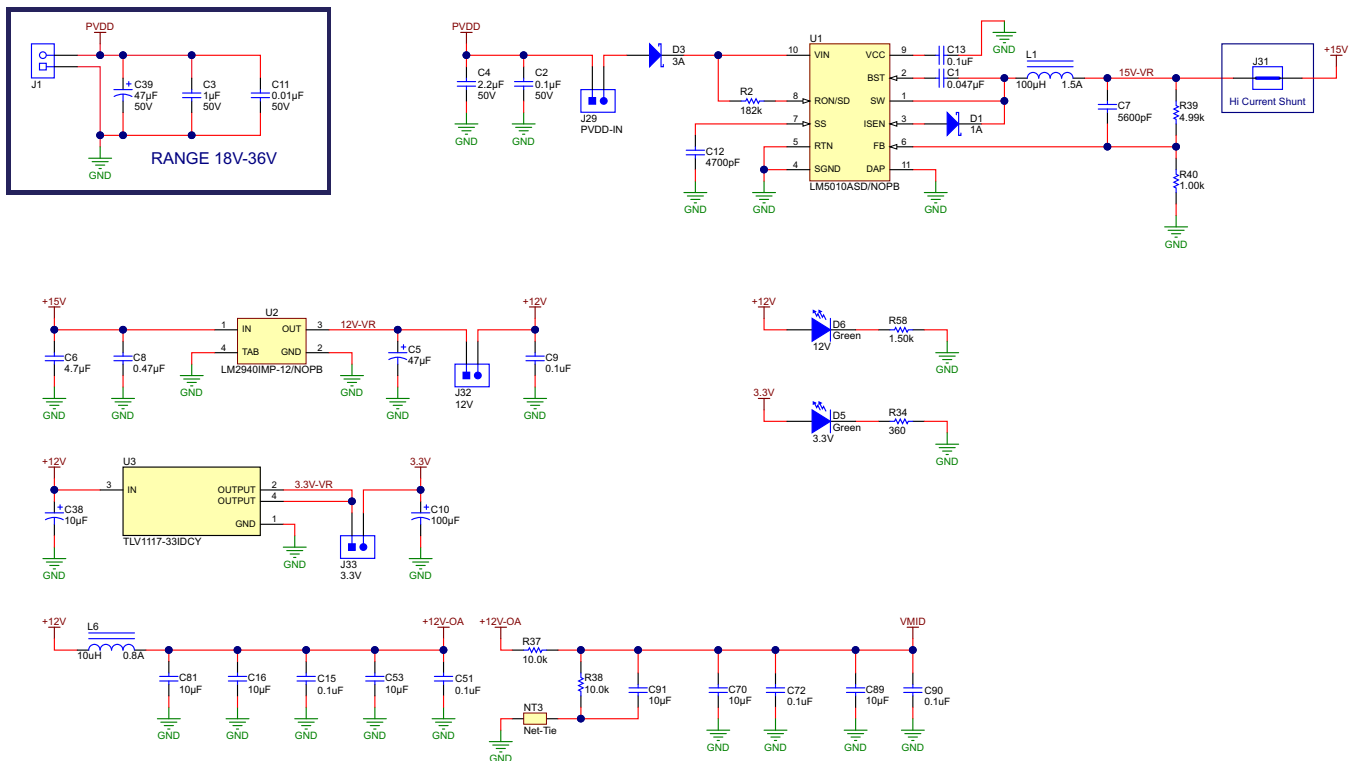 PVDD
J1
C39
47µF
50V
C3
1µF
50V
C11
0.01µF
50V
GND
RANGE 18V-36V
PVDD
C4
2.2µF
50V
GND
C2
0.1µF
50V
GND
J29
PVDD-IN
D3
3A
R2
182k
C12
4700pF
GND
GND
U1
10 VIN VCC 9
BST 2
8 RON/SD SW 1
7 SS ISEN 3
5 RTN FB 6
4 SGND DAP 11
LM5010ASD/NOPB
C13
0.1uF
GND
C1
0.047µF
D1
1A
GND
L1
100µH 1.5A
15V-VR
C7
5600pF
R39
4.99k
R40
1.00k
GND
J31
Hi Current Shunt
+15V
+15V
C6
4.7µF
GND
C8
0.47µF
GND
U2
1 IN OUT 3
4 TAB GND 2
LM2940IMP-12/NOPB
GND
GND
12V-VR
C5
47µF
GND
J32
12V
+12V
C9
0.1uF
GND
+12V
D6
Green
12V
R58
1.50k
GND
3.3V
D5
Green
3.3V
R34
360
GND
+12V
C38
10µF
GND
U3
3 IN OUTPUT 2
OUTPUT 4
GND 1
TLV1117-33IDCY
3.3V-VR
GND
J33
3.3V
3.3V
C10
100µF
GND
+12V
L6
10uH 0.8A
C81
10µF
GND
C16
10µF
GND
C15
0.1uF
GND
C53
10µF
GND
+12V-OA
C51
0.1uF
GND
+12V-OA
R37
10.0k
R38
10.0k
NT3
Net-Tie
GND
C91
10µF
C70
10µF
GND
C72
0.1uF
GND
C89
10µF
GND
VMID
C90
0.1uF
GND